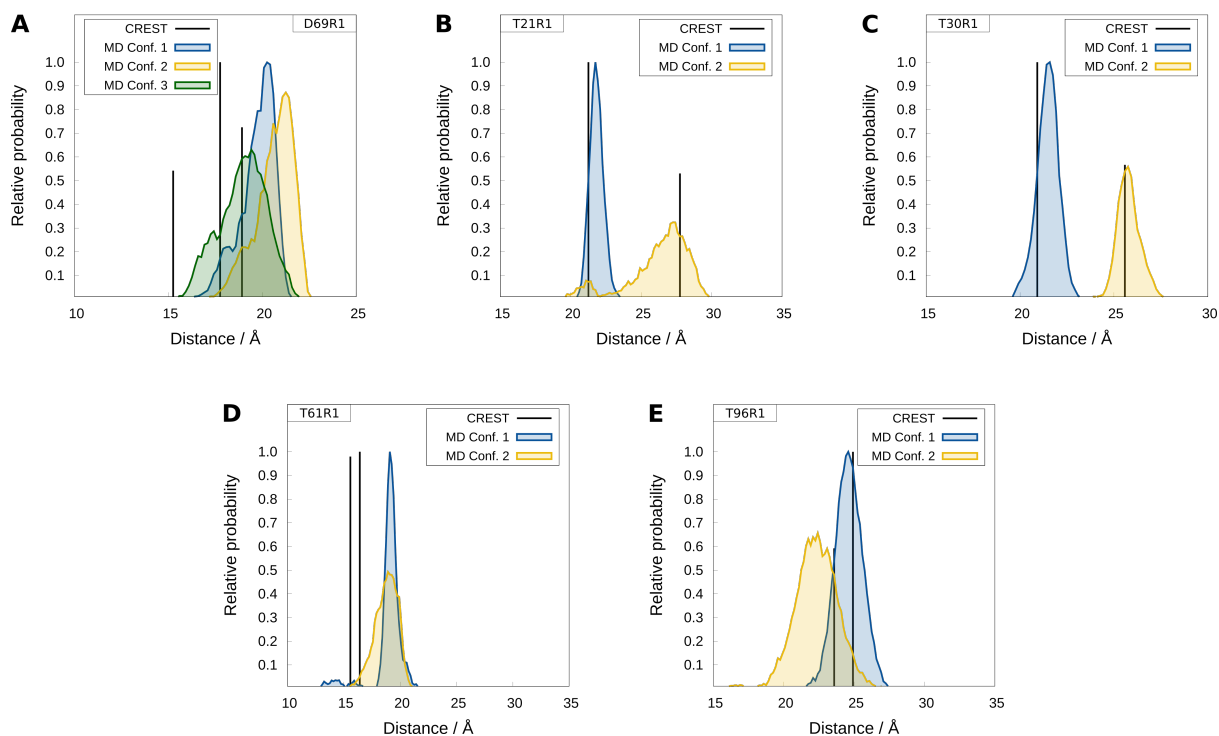 A
D69R1
CREST
MD Conf. 1
MD Conf. 2
MD Conf. 3
Relative probability
1.0
0.9
0.8
0.7
0.6
0.5
0.4
0.3
0.2
0.1
10 15 20 25
Distance / Å
B
T21R1
CREST
MD Conf. 1
MD Conf. 2
Relative probability
1.0
0.9
0.8
0.7
0.6
0.5
0.4
0.3
0.2
0.1
15 20 25 30 35
Distance / Å
C
T30R1
CREST
MD Conf. 1
MD Conf. 2
Relative probability
1.0
0.9
0.8
0.7
0.6
0.5
0.4
0.3
0.2
0.1
15 20 25 30
Distance / Å
D
T61R1
CREST
MD Conf. 1
MD Conf. 2
Relative probability
1.0
0.9
0.8
0.7
0.6
0.5
0.4
0.3
0.2
0.1
10 15 20 25 30 35
Distance / Å
E
T96R1
CREST
MD Conf. 1
MD Conf. 2
Relative probability
1.0
0.9
0.8
0.7
0.6
0.5
0.4
0.3
0.2
0.1
15 20 25 30 35
Distance / Å